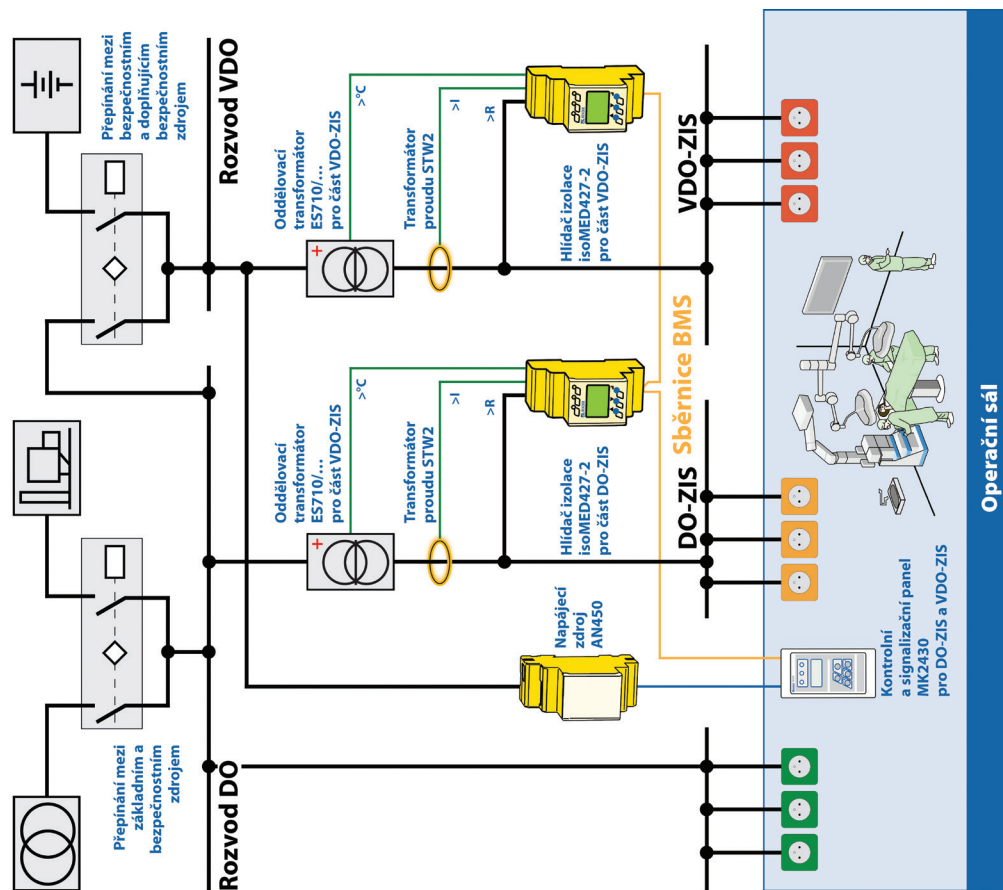 Přepínání mezi
základním a
bezpečnostním
zdrojem
Přepínání mezi
bezpečnostním
a doplňujícím
bezpečnostním
zdrojem
Rozvod DO
Rozvod VDO
Oddělovací
transformátor
ES710/...
pro část VDO-ZIS
>°C
Transformátor
proudu STW2
>I
>R
Hlídač izolace
isoMED427-2
pro část DO-ZIS
Oddělovací
transformátor
ES710/...
pro část VDO-ZIS
>°C
Transformátor
proudu STW2
>I
>R
Hlídač izolace
isoMED427-2
pro část VDO-ZIS
Napájecí
zdroj
AN450
DO-ZIS
Sběrnice BMS
VDO-ZIS
Kontrolní
a signalizační panel
MK2430
pro DO-ZIS a VDO-ZIS
Operační sál